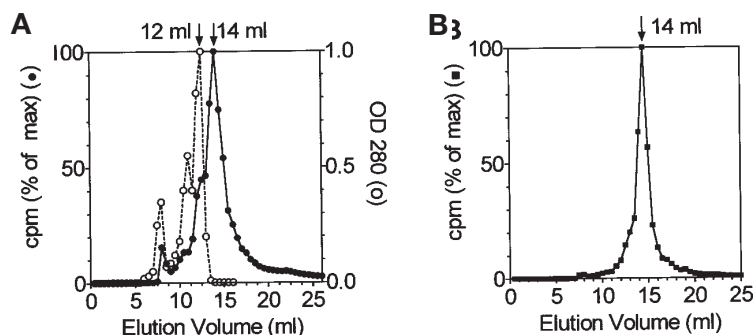 A
12 ml
14 ml
cpm (% of max) (●)
100
50
0
OD 280 (o)
1.0
0.5
0.0
0 5 10 15 20 25
Elution Volume (ml)
B
14 ml
cpm (% of max) (■)
100
50
0
0 5 10 15 20 25
Elution Volume (ml)